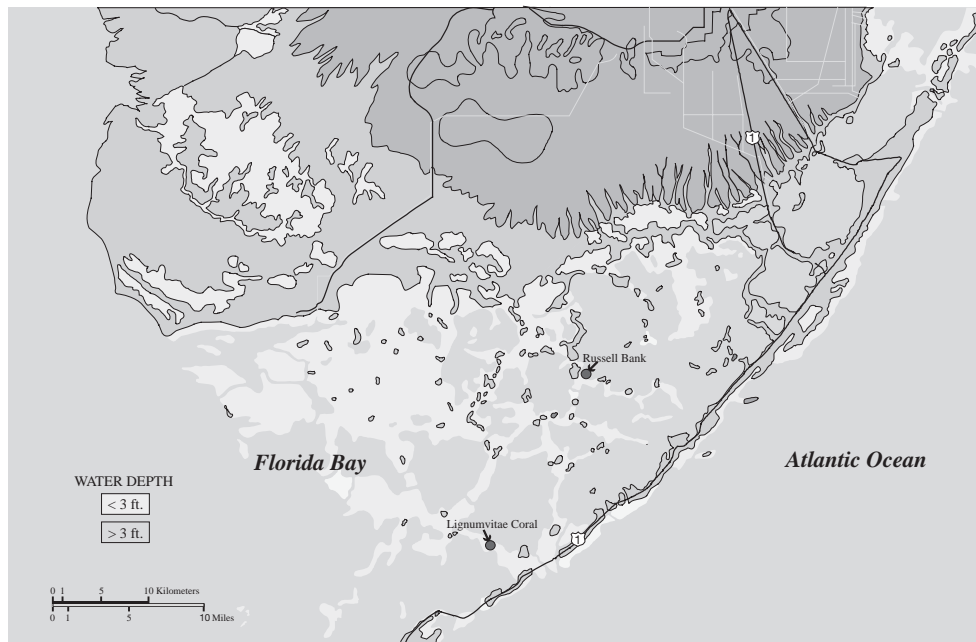 1
Russell Bank
Florida Bay
Atlantic Ocean
WATER DEPTH
< 3 ft.
> 3 ft.
Lignumvitae Coral
1
0 1 5 10 Kilometers
0 1 5 10 Miles